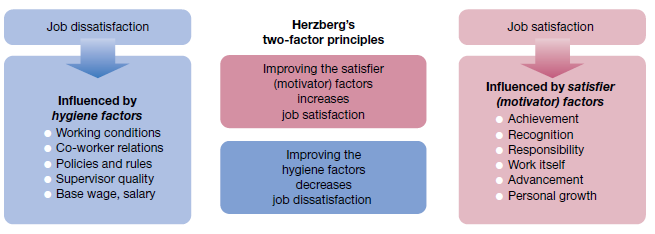 Job dissatisfaction
Influenced by
hygiene factors
Working conditions
Co-worker relations
Policies and rules
Supervisor quality
Base wage, salary
Herzberg's
two-factor principles
Improving the satisfier
(motivator) factors
increases
job satisfaction
Improving the
hygiene factors
decreases
job dissatisfaction
Job satisfaction
Influenced by satisfier
(motivator) factors
Achievement
Recognition
Responsibility
Work itself
Advancement
Personal growth